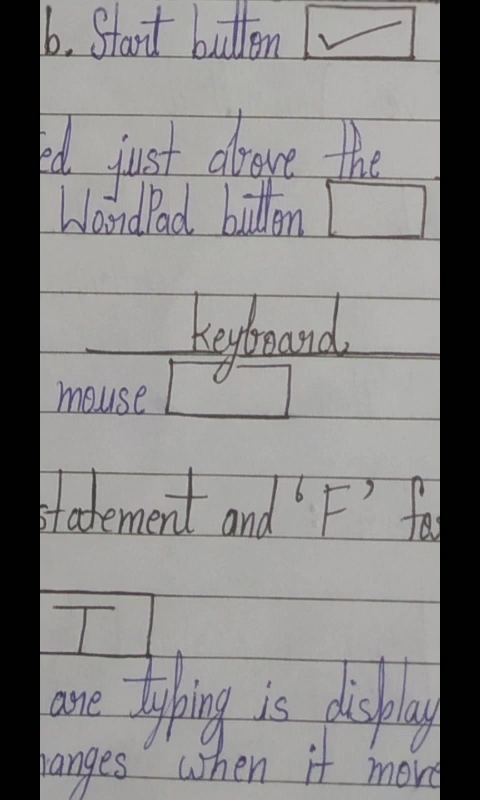 b. Start button ✓
ed just above the
WordPad button
keyboard.
mouse
statement and 'F' fo
T
are typing is display
hanges when it move